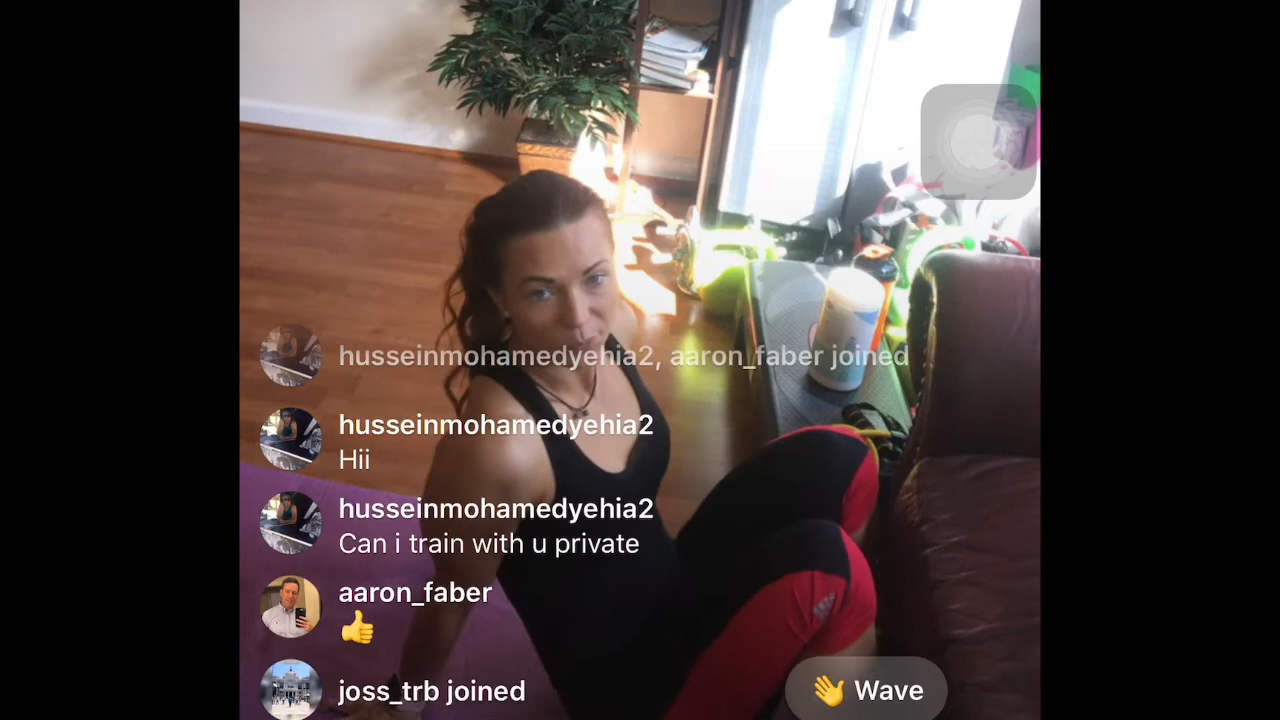 husseinmohamedyehia2, aaron_faber joined
husseinmohamedyehia2
Hii
husseinmohamedyehia2
Can i train with u private
aaron_faber
👍
joss_trb joined
👋 Wave